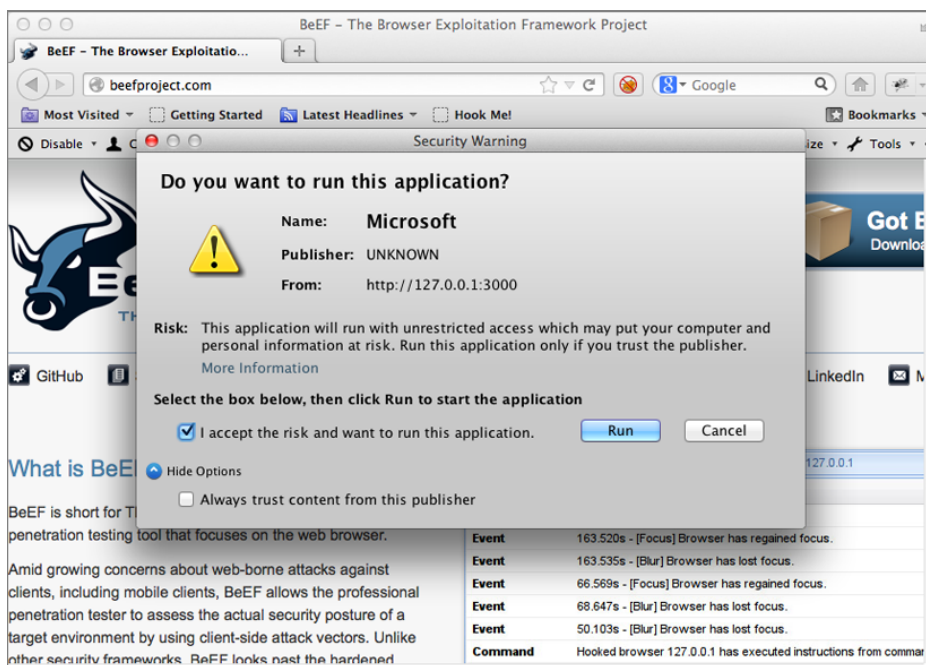 BeEF – The Browser Exploitation Framework Project
BeEF – The Browser Exploitatio...
beefproject.com
Google
Most Visited
Getting Started
Latest Headlines
Hook Me!
Bookmarks
Disable
Tools
Security Warning
Do you want to run this application?
Name: Microsoft
Publisher: UNKNOWN
From: http://127.0.0.1:3000
Risk: This application will run with unrestricted access which may put your computer and
personal information at risk. Run this application only if you trust the publisher.
More Information
Select the box below, then click Run to start the application
I accept the risk and want to run this application.
Run
Cancel
Hide Options
Always trust content from this publisher
Got
GitHub
LinkedIn
127.0.0.1
What is
BeEF is short for
penetration testing tool that focuses on the web browser.
Amid growing concerns about web-borne attacks against
clients, including mobile clients, BeEF allows the professional
penetration tester to assess the actual security posture of a
target environment by using client-side attack vectors. Unlike
other security frameworks, BeEF looks past the hardened
Event 163.520s - [Focus] Browser has regained focus.
Event 163.535s - [Blur] Browser has lost focus.
Event 66.569s - [Focus] Browser has regained focus.
Event 68.647s - [Blur] Browser has lost focus.
Event 50.103s - [Blur] Browser has lost focus.
Command Hooked browser 127.0.0.1 has executed instructions from